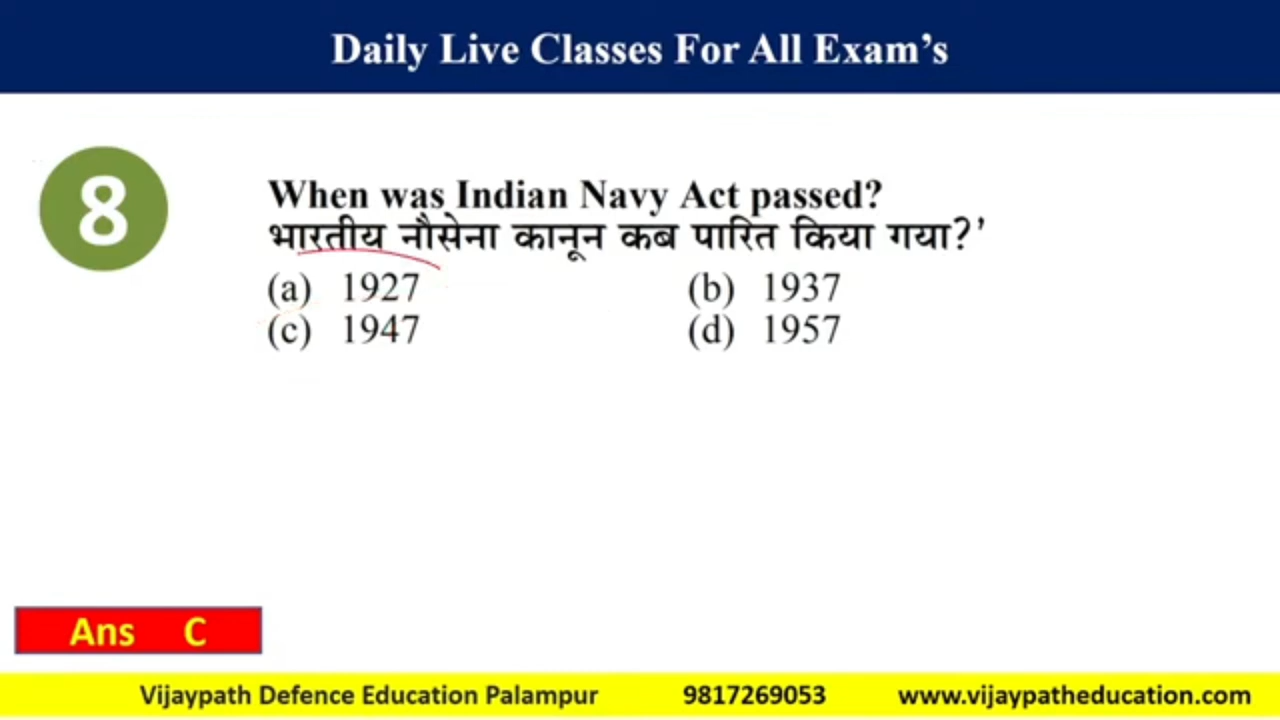 Daily Live Classes For All Exam’s
8
When was Indian Navy Act passed?
भारतीय नौसेना कानून कब पारित किया गया?’
(a) 1927 (b) 1937
(c) 1947 (d) 1957
Ans C
Vijaypath Defence Education Palampur 9817269053 www.vijaypatheducation.com